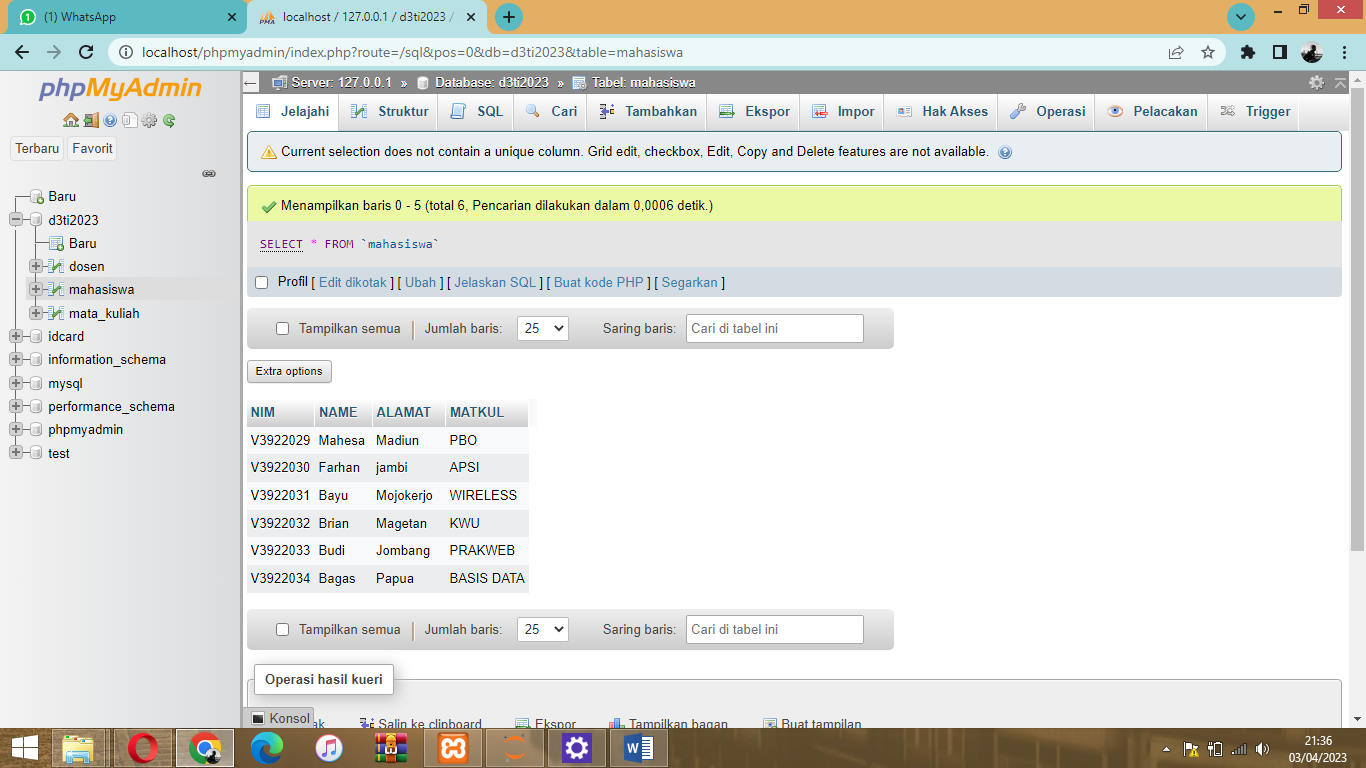 (1) WhatsApp
localhost / 127.0.0.1 / d3ti2023 /
localhost/phpmyadmin/index.php?route=/sql&pos=0&db=d3ti2023&table=mahasiswa
phpMyAdmin
Terbaru Favorit
Baru
d3ti2023
Baru
dosen
mahasiswa
mata_kuliah
idcard
information_schema
mysql
performance_schema
phpmyadmin
test
Server: 127.0.0.1 » Database: d3ti2023 » Tabel: mahasiswa
Jelajahi Struktur SQL Cari Tambahkan Ekspor Impor Hak Akses Operasi Pelacakan Trigger
Current selection does not contain a unique column. Grid edit, checkbox, Edit, Copy and Delete features are not available.
Menampilkan baris 0 - 5 (total 6, Pencarian dilakukan dalam 0,0006 detik.)
SELECT * FROM `mahasiswa`
Profil [ Edit dikotak ] [ Ubah ] [ Jelaskan SQL ] [ Buat kode PHP ] [ Segarkan ]
Tampilkan semua | Jumlah baris: 25 Saring baris: Cari di tabel ini
Extra options
NIM NAME ALAMAT MATKUL
V3922029 Mahesa Madiun PBO
V3922030 Farhan jambi APSI
V3922031 Bayu Mojokerjo WIRELESS
V3922032 Brian Magetan KWU
V3922033 Budi Jombang PRAKWEB
V3922034 Bagas Papua BASIS DATA
Tampilkan semua | Jumlah baris: 25 Saring baris: Cari di tabel ini
Operasi hasil kueri
Konsol
Salin ke clipboard Ekspor Tampilkan bagan Buat tampilan
21:36
03/04/2023